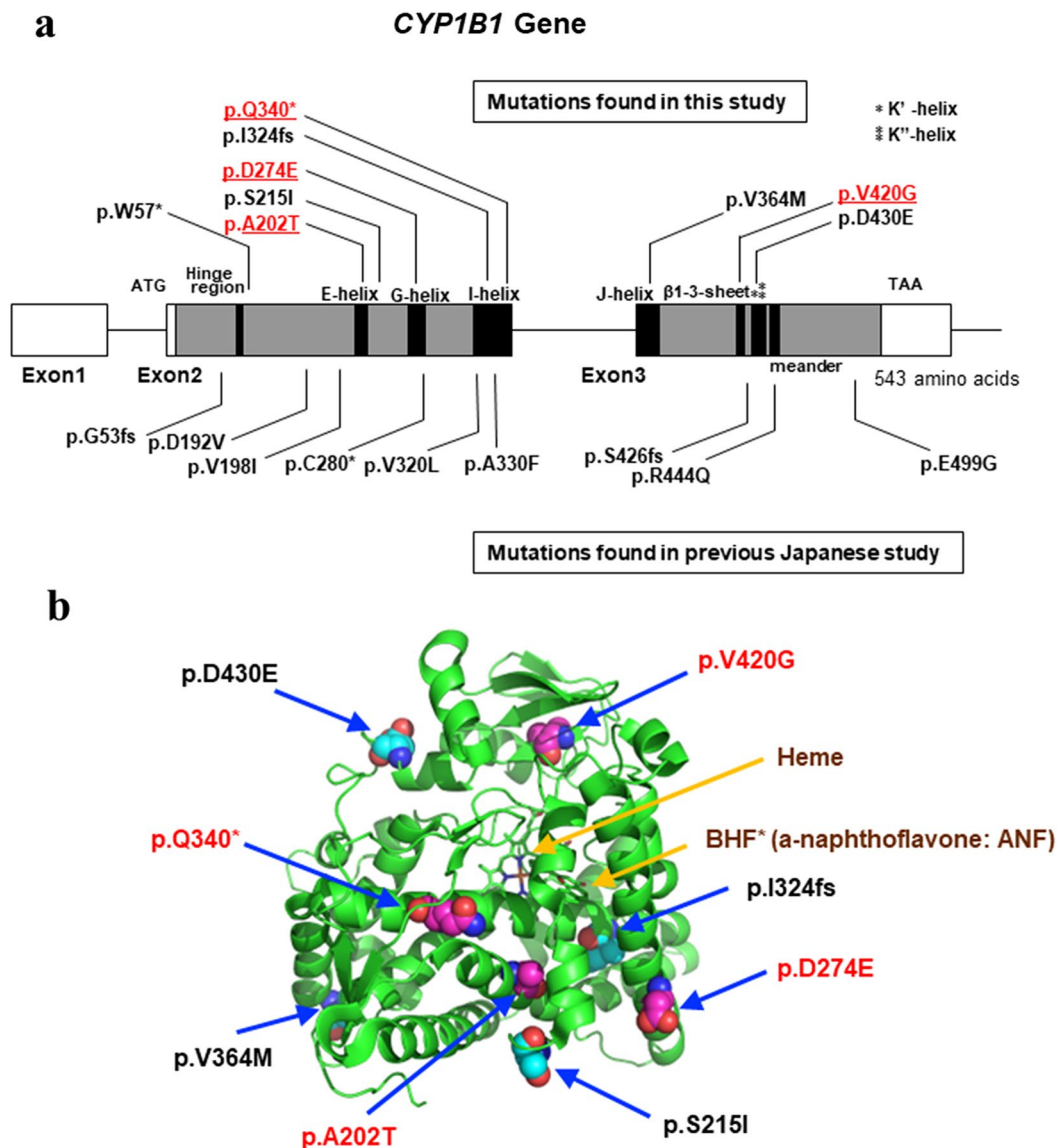 a
CYP1B1 Gene
Mutations found in this study
* K' -helix
⁑ K''-helix
p.Q340*
p.I324fs
p.D274E
p.S215I
p.A202T
p.W57*
p.V364M
p.V420G
p.D430E
ATG
Hinge
region
E-helix
G-helix
I-helix
J-helix
β1-3-sheet
*
⁑
TAA
Exon1
Exon2
Exon3
meander
543 amino acids
p.G53fs
p.D192V
p.V198I
p.C280*
p.V320L
p.A330F
p.S426fs
p.R444Q
p.E499G
Mutations found in previous Japanese study
b
p.D430E
p.V420G
Heme
p.Q340*
BHF* (a-naphthoflavone: ANF)
p.I324fs
p.D274E
p.V364M
p.A202T
p.S215I